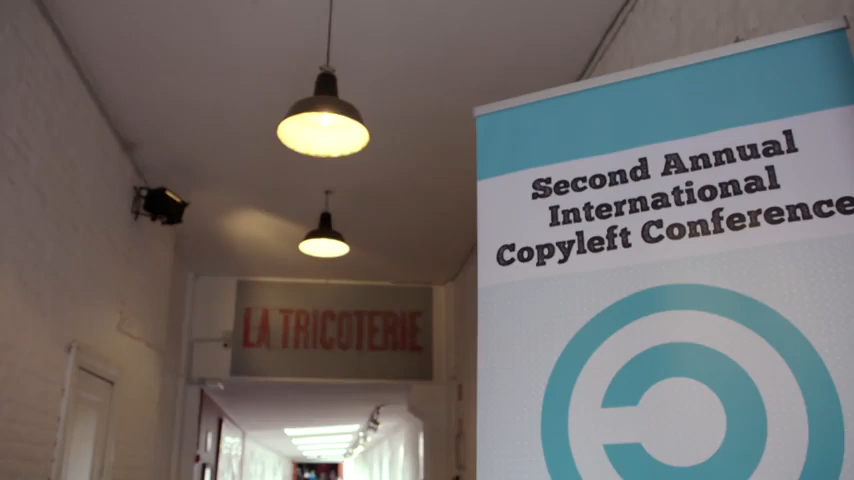 Second Annual
International
Copyleft Conference
LA TRICOTERIE